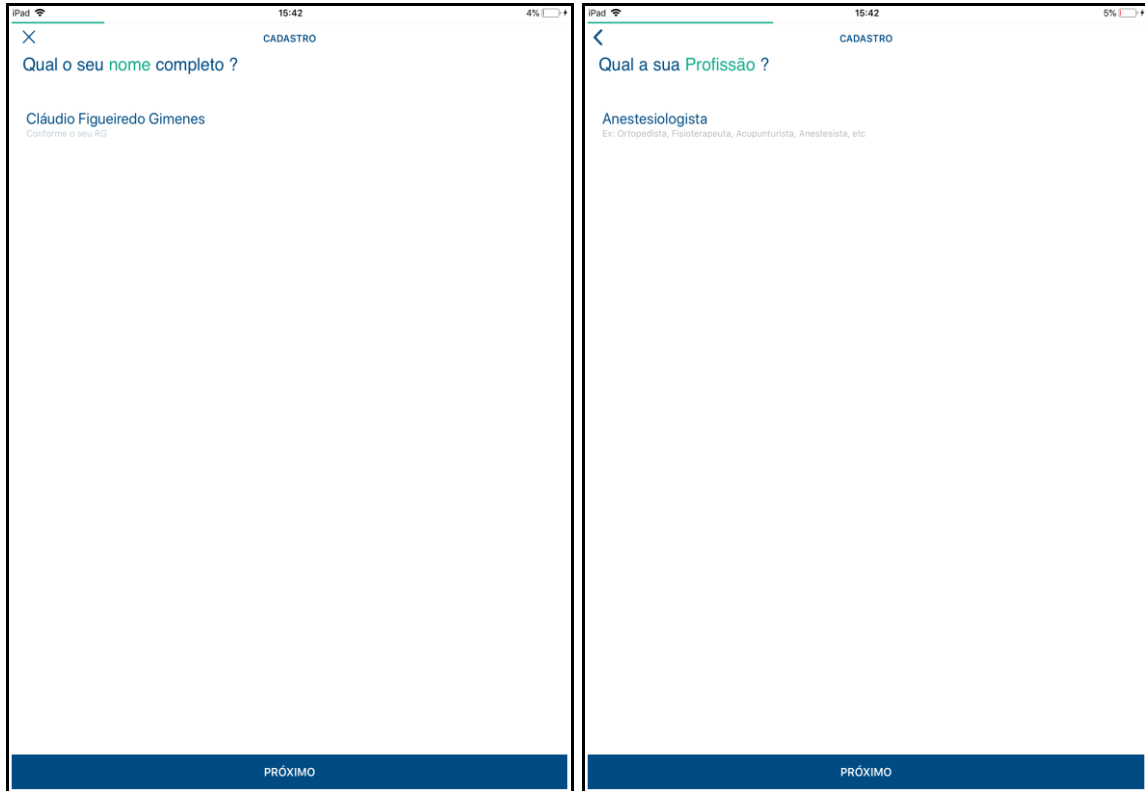 iPad 15:42 4%
CADASTRO
Qual o seu nome completo ?
Cláudio Figueiredo Gimenes
Conforme o seu RG
PRÓXIMO
iPad 15:42 5%
CADASTRO
Qual a sua Profissão ?
Anestesiologista
Ex: Ortopedista, Fisioterapeuta, Acupunturista, Anestesista, etc
PRÓXIMO